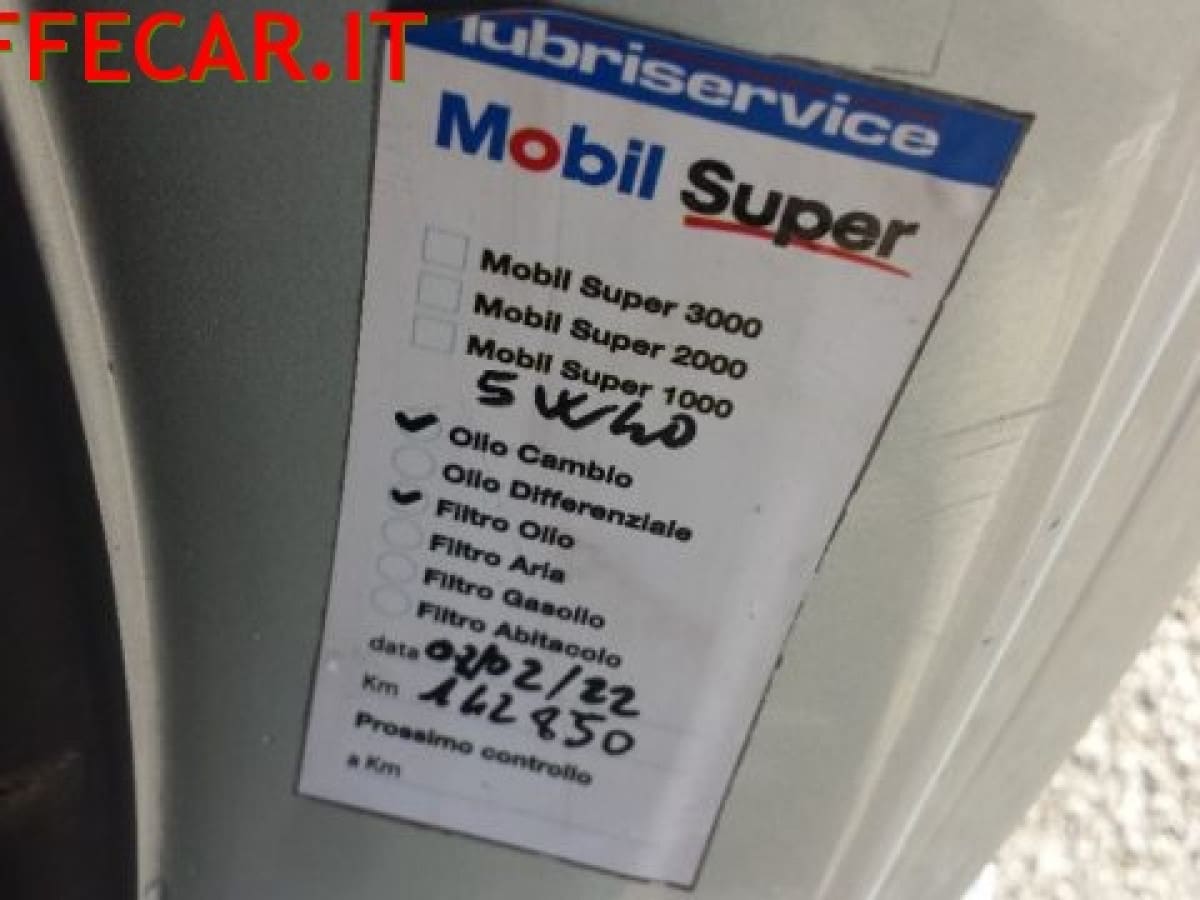 FFECAR.IT
lubriservice
Mobil Super
Mobil Super 3000
Mobil Super 2000
Mobil Super 1000
5W40
Olio Cambio
Olio Differenziale
Filtro Olio
Filtro Aria
Filtro Gasolio
Filtro Abitacolo
data 02/02/22
Km 142850
Prossimo controllo
a Km